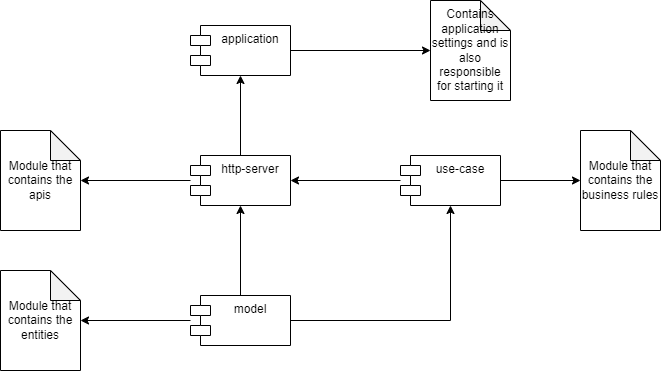 application
Contains
application
settings and is
also
responsible
for starting it
Module that
contains the
apis
http-server
use-case
Module that
contains the
business rules
Module that
contains the
entities
model